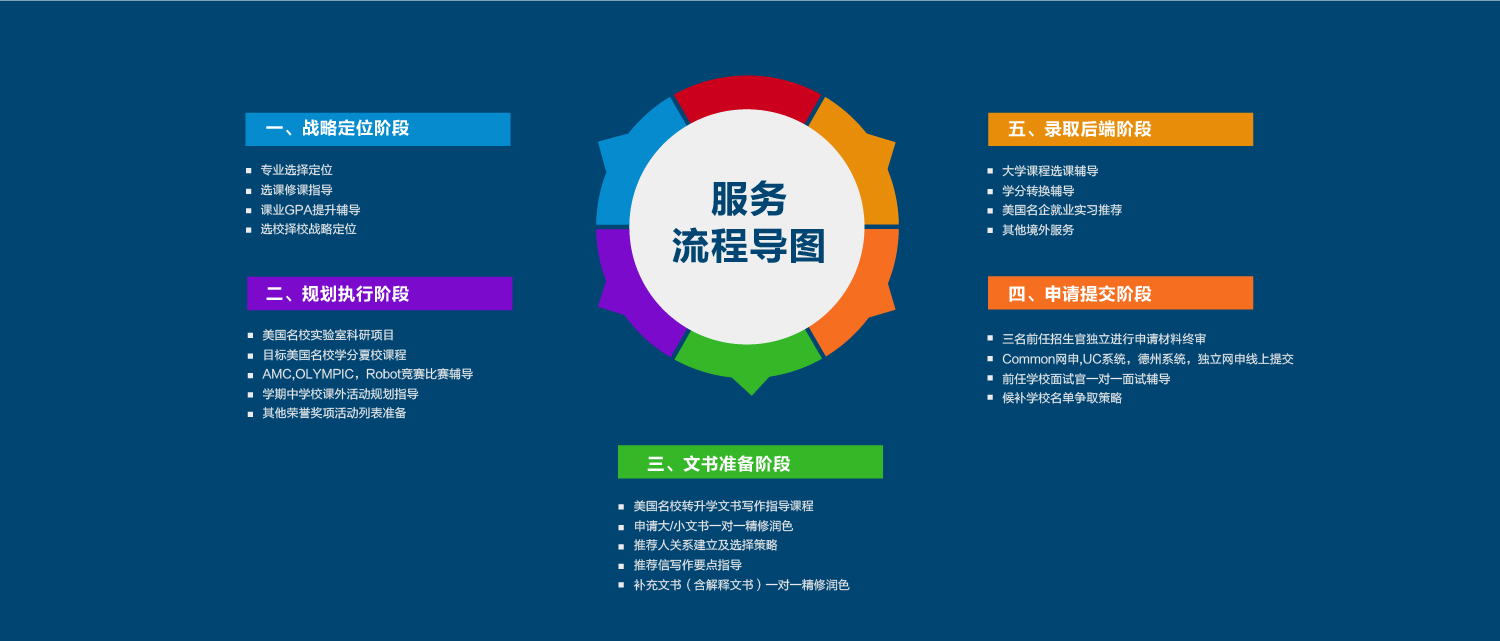 服务
流程导图
一、战略定位阶段
专业选择定位
选课修课指导
课业GPA提升辅导
选校择校战略定位
二、规划执行阶段
美国名校实验室科研项目
目标美国名校学分夏校课程
AMC,OLYMPIC，Robot竞赛比赛辅导
学期中学校课外活动规划指导
其他荣誉奖项活动列表准备
三、文书准备阶段
美国名校转升学文书写作指导课程
申请大/小文书一对一精修润色
推荐人关系建立及选择策略
推荐信写作要点指导
补充文书（含解释文书）一对一精修润色
四、申请提交阶段
三名前任招生官独立进行申请材料终审
Common网申,UC系统，德州系统，独立网申线上提交
前任学校面试官一对一面试辅导
候补学校名单争取策略
五、录取后端阶段
大学课程选课辅导
学分转换辅导
美国名企就业实习推荐
其他境外服务